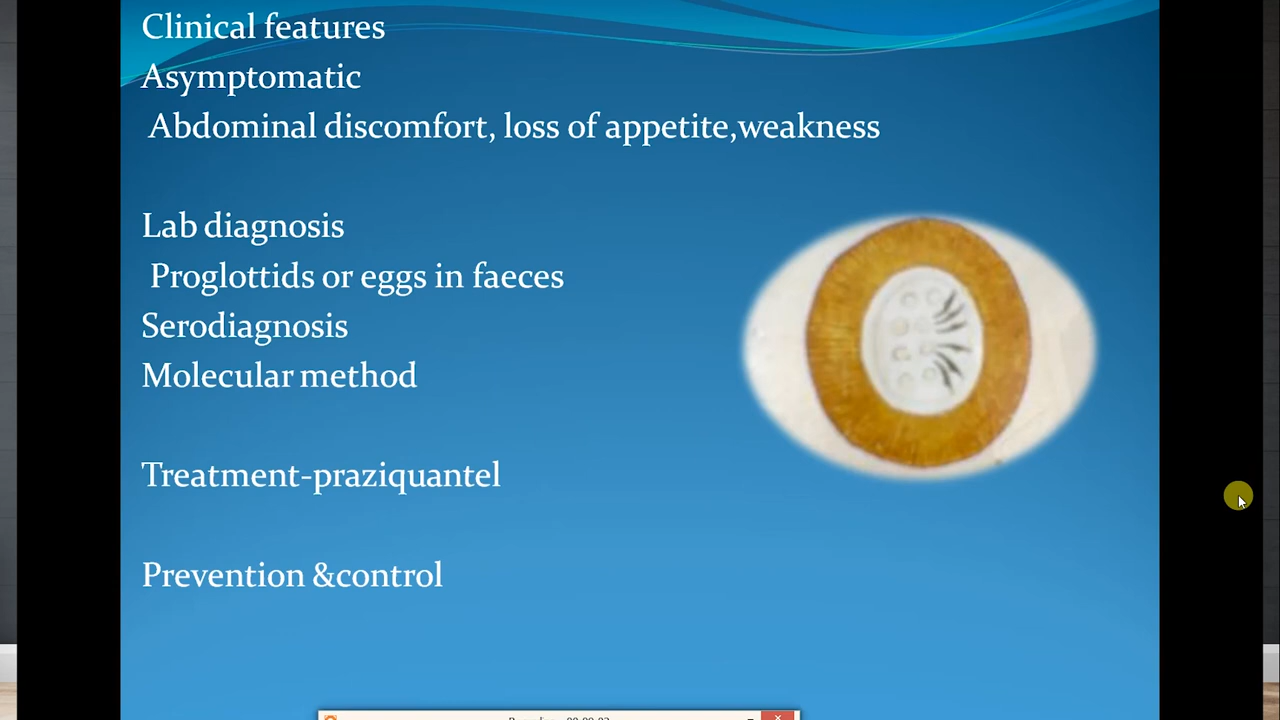 Clinical features
Asymptomatic
Abdominal discomfort, loss of appetite,weakness
Lab diagnosis
Proglottids or eggs in faeces
Serodiagnosis
Molecular method
Treatment-praziquantel
Prevention &control